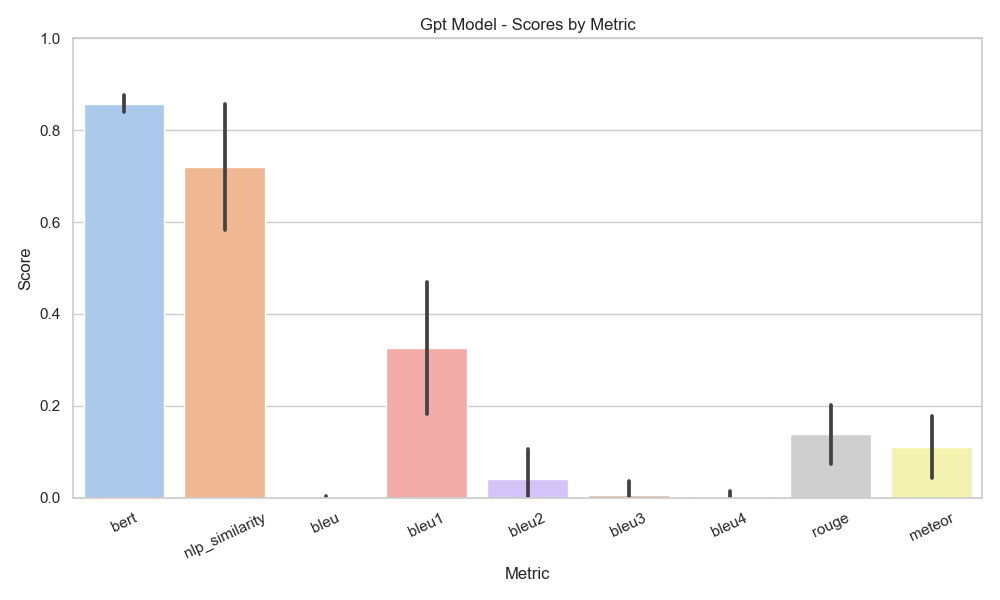 Gpt Model - Scores by Metric
1.0
0.8
0.6
0.4
0.2
0.0
Score
bert
nlp_similarity
bleu
bleu1
bleu2
bleu3
bleu4
rouge
meteor
Metric